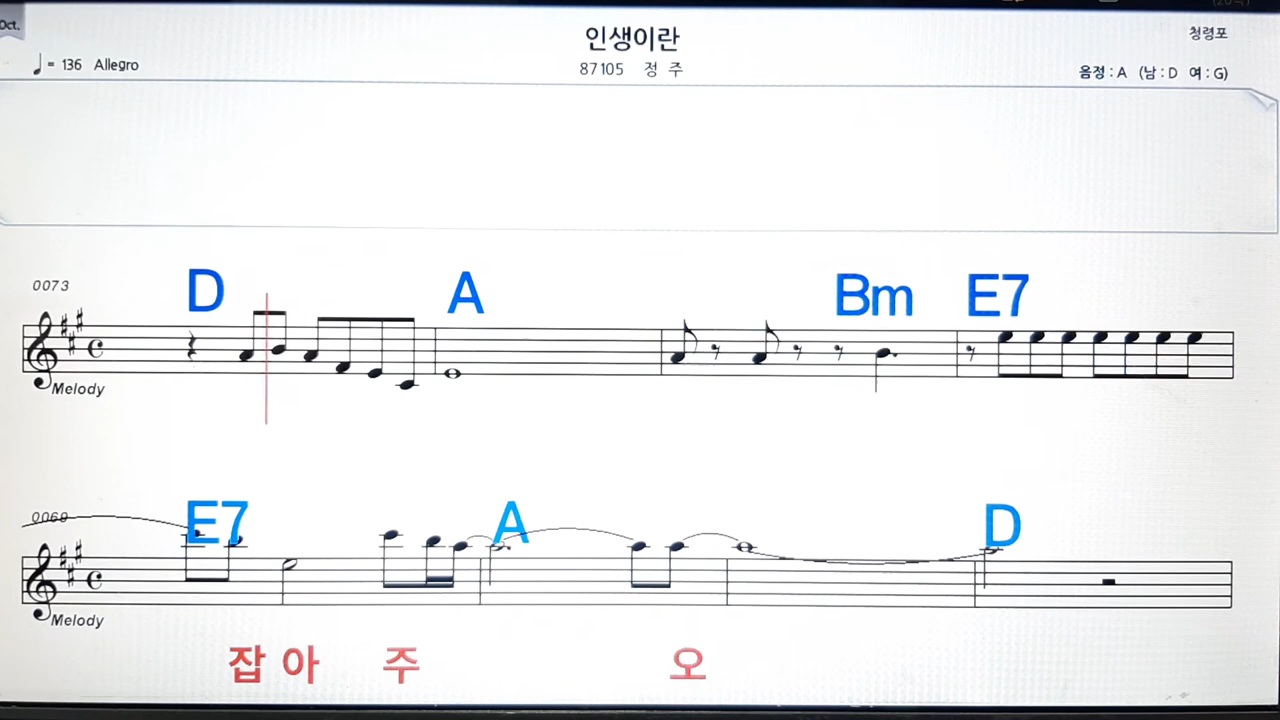 Oct.
인생이란
청령포
♩= 136 Allegro
87105 정 주
음정 : A (남 : D 여 : G)
0073
D A Bm E7
Melody
0069
E7 A D
Melody
잡 아 주 오